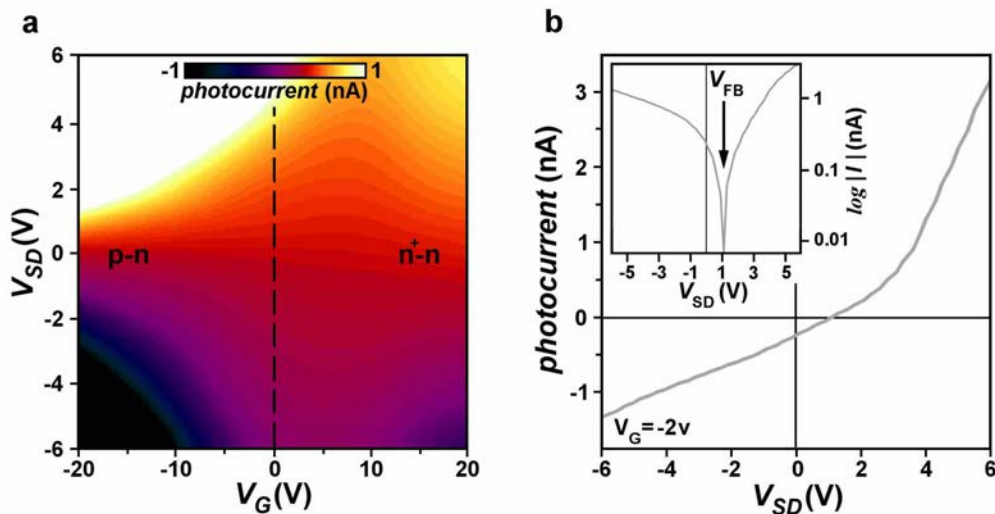 a
6
4
2
0
-2
-4
-6
V_SD(V)
-1 1
photocurrent (nA)
p-n
n⁺-n
-20 -10 0 10 20
V_G(V)
b
3
2
1
0
-1
photocurrent (nA)
V_FB
1
0.1
0.01
log |I| (nA)
-5 -3 -1 1 3 5
V_SD (V)
V_G=-2v
-6 -4 -2 0 2 4 6
V_SD(V)